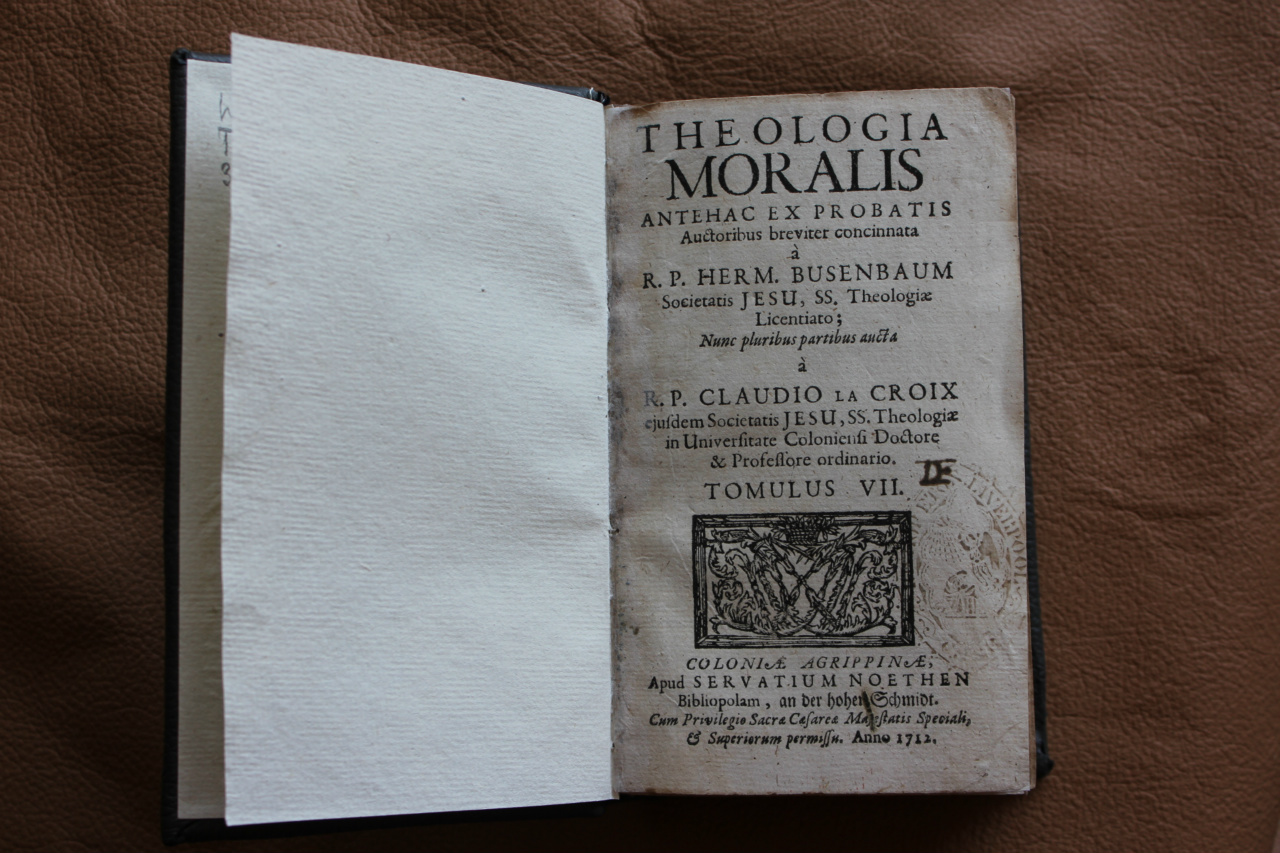 THEOLOGIA
MORALIS
ANTEHAC EX PROBATIS
Auctoribus breviter concinnata
à
R. P. HERM. BUSENBAUM
Societatis JESU, SS. Theologiæ
Licentiato;
Nunc pluribus partibus aucta
à
R. P. CLAUDIO LA CROIX
ejuſdem Societatis JESU, SS. Theologiæ
in Univerſitate Colonienſi Doctore
& Profeſſore ordinario.
TOMULUS VII.
LIVERPOOL
COLONIÆ AGRIPPINÆ;
Apud SERVATIUM NOETHEN
Bibliopolam, an der hohen Schmidt.
Cum Privilegio Sacræ Cæſareæ Majeſtatis Speciali,
& Superiorum permiſſu. Anno 1712.